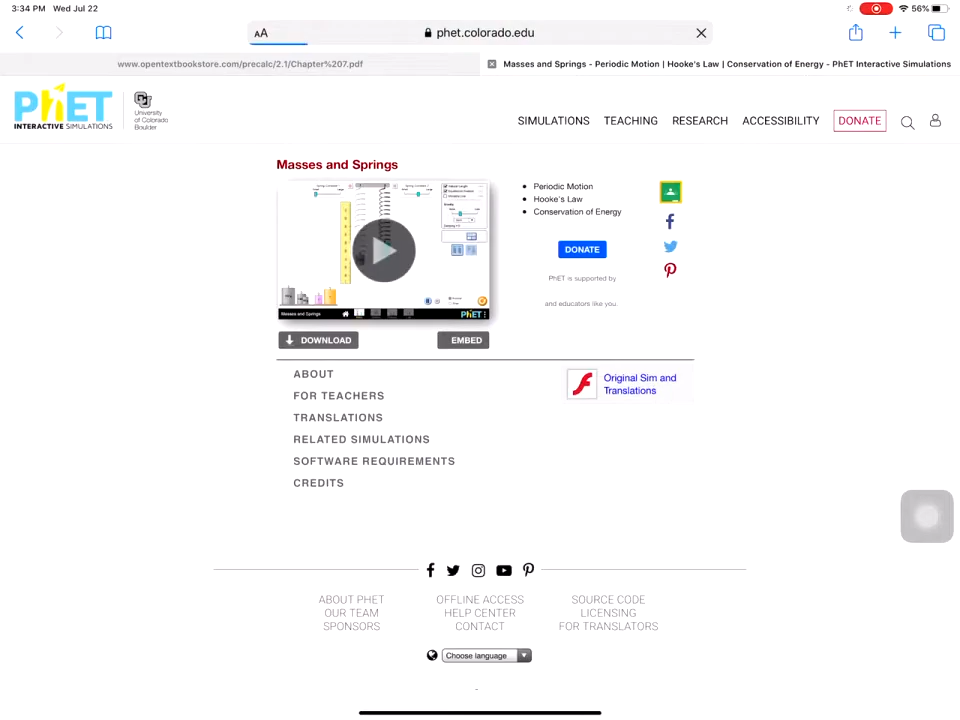 3:34 PM Wed Jul 22
56%
AA
phet.colorado.edu
www.opentextbookstore.com/precalc/2.1/Chapter%207.pdf
Masses and Springs - Periodic Motion | Hooke's Law | Conservation of Energy - PhET Interactive Simulations
PhET
INTERACTIVE SIMULATIONS
University
of Colorado
Boulder
SIMULATIONS
TEACHING
RESEARCH
ACCESSIBILITY
DONATE
Masses and Springs
Periodic Motion
Hooke's Law
Conservation of Energy
DONATE
PhET is supported by
and educators like you.
Masses and Springs
PhET
DOWNLOAD
EMBED
ABOUT
FOR TEACHERS
TRANSLATIONS
RELATED SIMULATIONS
SOFTWARE REQUIREMENTS
CREDITS
Original Sim and
Translations
ABOUT PHET
OUR TEAM
SPONSORS
OFFLINE ACCESS
HELP CENTER
CONTACT
SOURCE CODE
LICENSING
FOR TRANSLATORS
Choose language